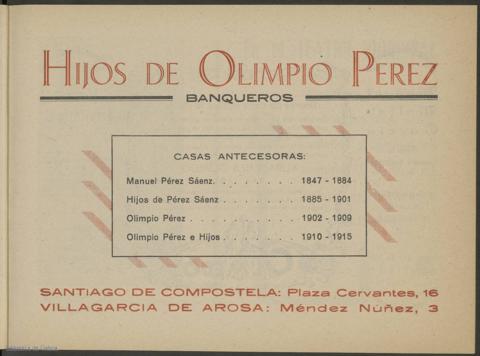 HIJOS DE OLIMPIO PEREZ
BANQUEROS
CASAS ANTECESORAS:
Manuel Pérez Sáenz. . . . . . . . 1847 - 1884
Hijos de Pérez Sáenz . . . . . . . 1885 - 1901
Olimpio Pérez . . . . . . . . . . 1902 - 1909
Olimpio Pérez e Hijos . . . . . . . 1910 - 1915
SANTIAGO DE COMPOSTELA: Plaza Cervantes, 16
VILLAGARCIA DE AROSA: Méndez Núñez, 3